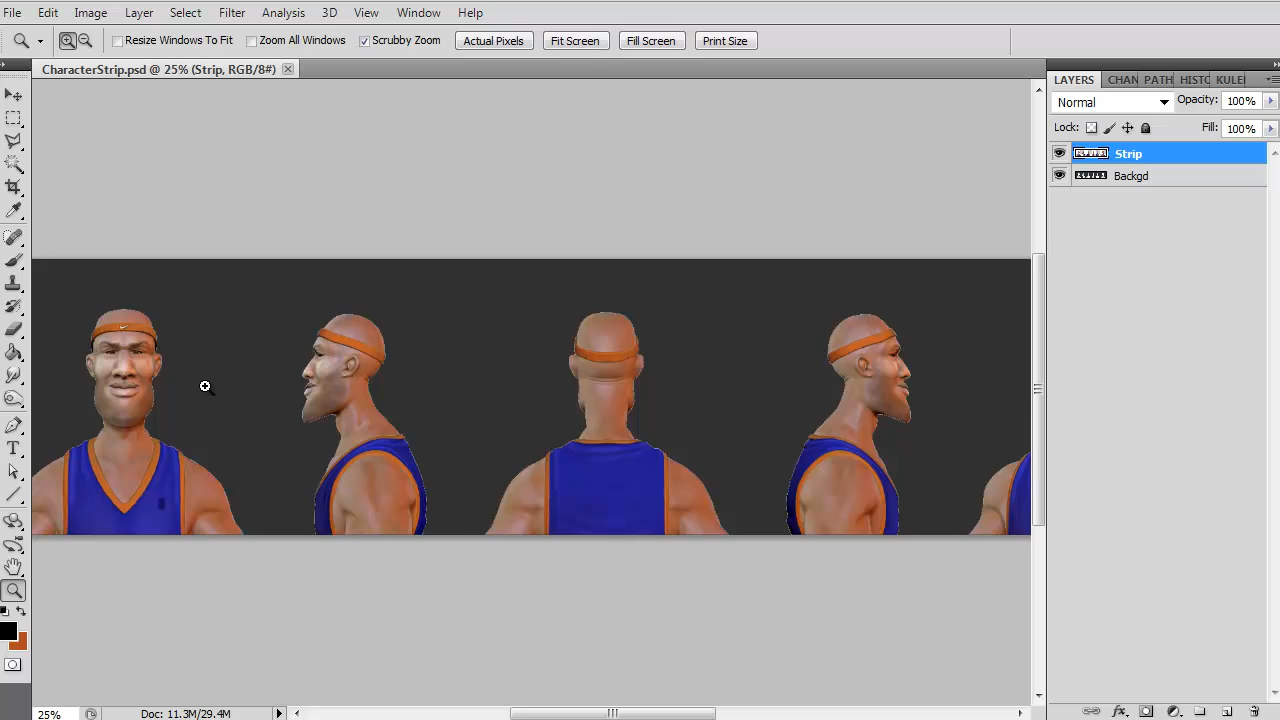 File Edit Image Layer Select Filter Analysis 3D View Window Help
Resize Windows To Fit Zoom All Windows Scrubby Zoom Actual Pixels Fit Screen Fill Screen Print Size
CharacterStrip.psd @ 25% (Strip, RGB/8#)
LAYERS CHAN PATH HISTO KULEI
Normal Opacity: 100%
Lock: Fill: 100%
Strip
Backgd
25% Doc: 11.3M/29.4M